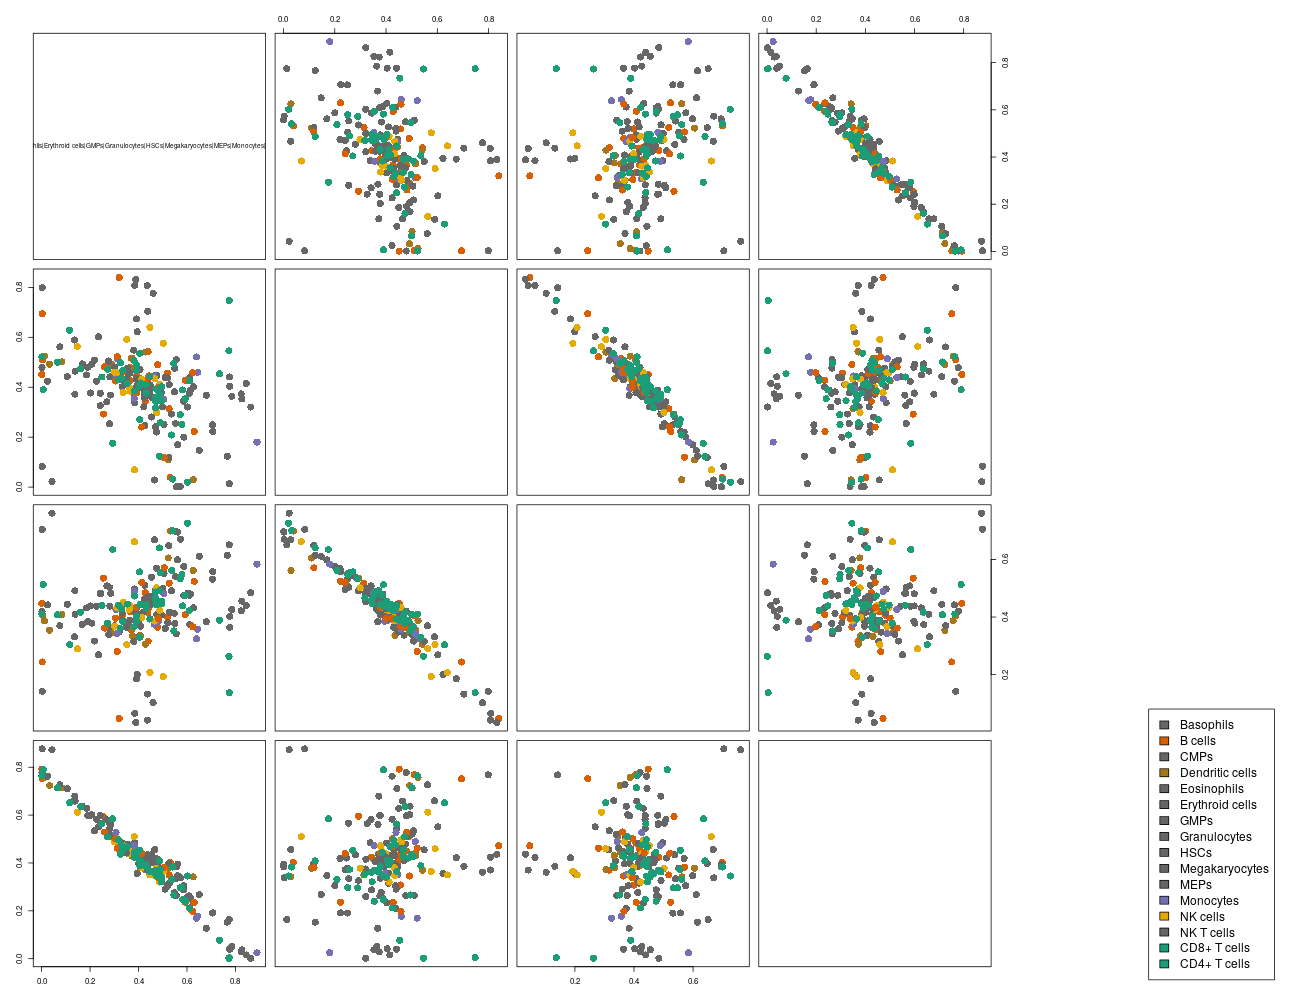 0.0 0.2 0.4 0.6 0.8 0.0 0.2 0.4 0.6 0.8
0.0 0.2 0.4 0.6 0.8
hils|Erythroid cells|GMPs|Granulocytes|HSCs|Megakaryocytes|MEPs|Monocytes|
0.0 0.2 0.4 0.6 0.8
0.2 0.4 0.6
0.0 0.2 0.4 0.6 0.8
0.0 0.2 0.4 0.6 0.8 0.2 0.4 0.6
Basophils
B cells
CMPs
Dendritic cells
Eosinophils
Erythroid cells
GMPs
Granulocytes
HSCs
Megakaryocytes
MEPs
Monocytes
NK cells
NK T cells
CD8+ T cells
CD4+ T cells